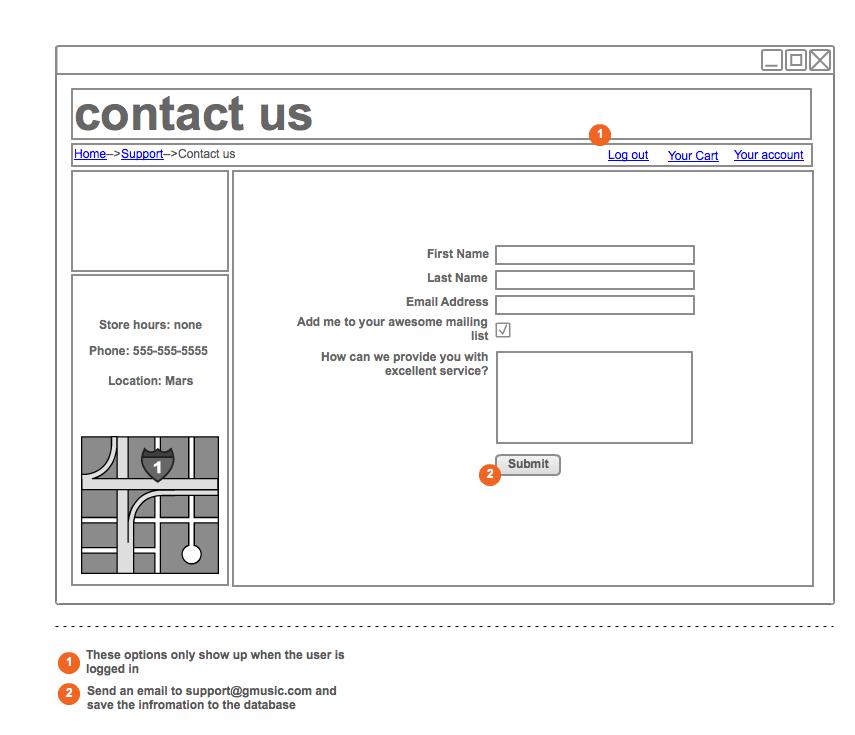 contact us
1
Home–>Support–>Contact us
Log out Your Cart Your account
First Name
Last Name
Email Address
Add me to your awesome mailing
list
How can we provide you with
excellent service?
Submit
2
Store hours: none
Phone: 555-555-5555
Location: Mars
1
1 These options only show up when the user is
logged in
2 Send an email to support@gmusic.com and
save the infromation to the database